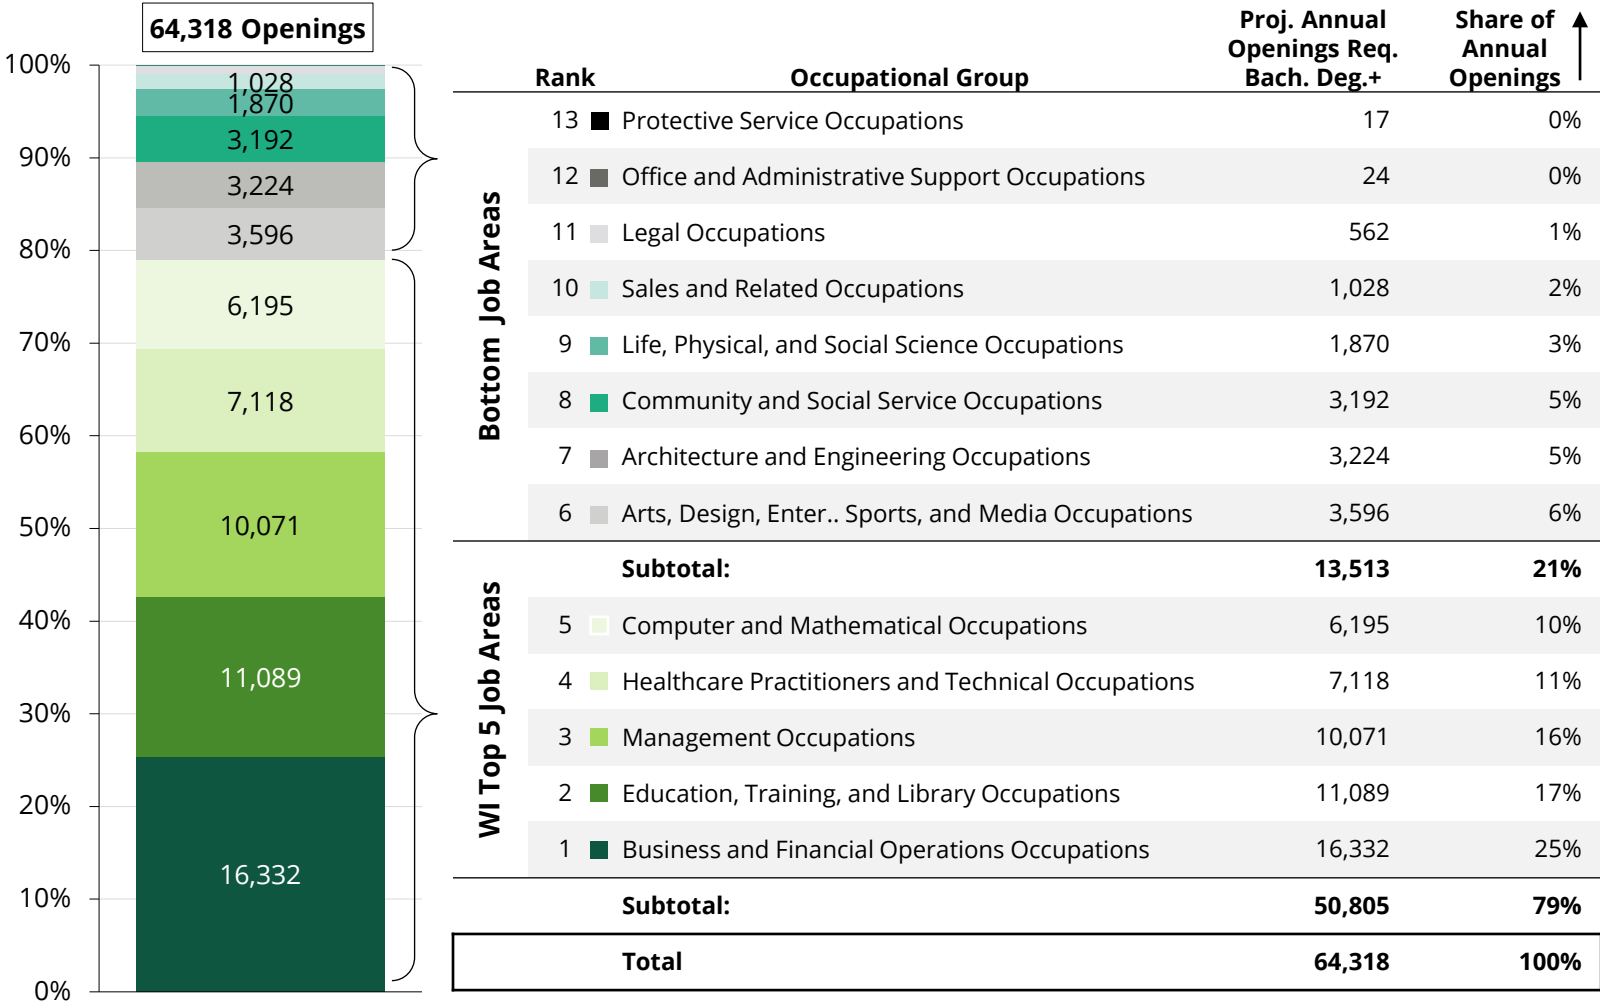 64,318 Openings
100%
90%
80%
70%
60%
50%
40%
30%
20%
10%
0%
1,028
1,870
3,192
3,224
3,596
6,195
7,118
10,071
11,089
16,332
Rank Occupational Group Proj. Annual Openings Req. Bach. Deg.+ Share of Annual Openings
Bottom Job Areas
13 Protective Service Occupations 17 0%
12 Office and Administrative Support Occupations 24 0%
11 Legal Occupations 562 1%
10 Sales and Related Occupations 1,028 2%
9 Life, Physical, and Social Science Occupations 1,870 3%
8 Community and Social Service Occupations 3,192 5%
7 Architecture and Engineering Occupations 3,224 5%
6 Arts, Design, Enter.. Sports, and Media Occupations 3,596 6%
Subtotal: 13,513 21%
WI Top 5 Job Areas
5 Computer and Mathematical Occupations 6,195 10%
4 Healthcare Practitioners and Technical Occupations 7,118 11%
3 Management Occupations 10,071 16%
2 Education, Training, and Library Occupations 11,089 17%
1 Business and Financial Operations Occupations 16,332 25%
Subtotal: 50,805 79%
Total 64,318 100%